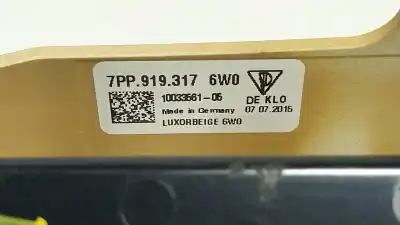 7PP.919.317 6W0
10033561-05
Made in Germany
LUXORBEIGE 6W0
DE KLO
07.07.2015